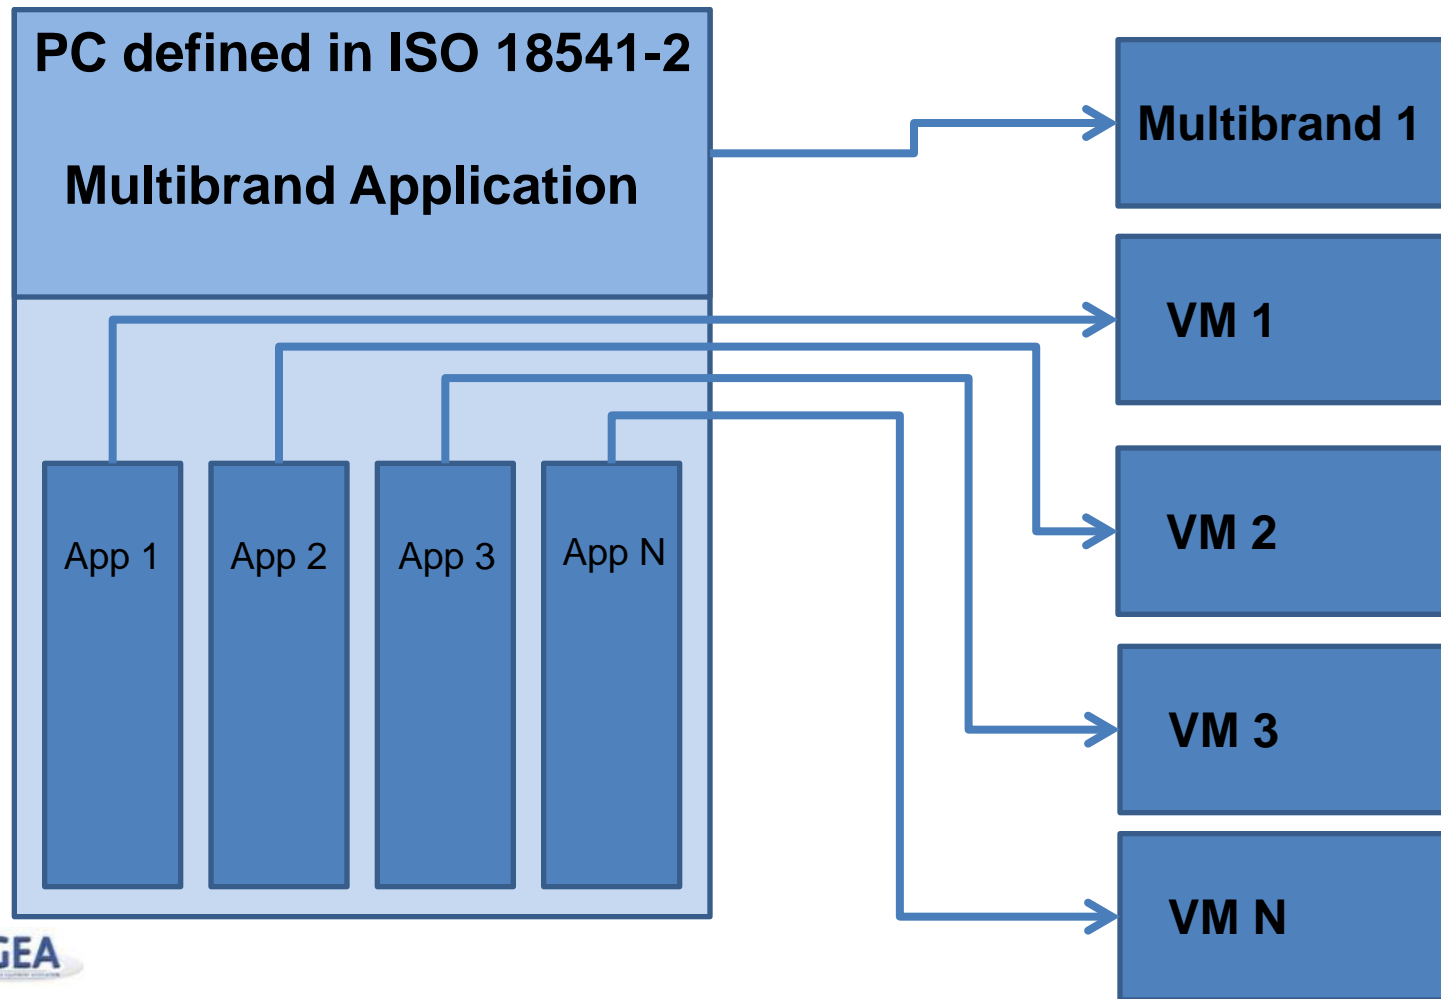 PC defined in ISO 18541-2
Multibrand Application
Multibrand 1
VM 1
VM 2
App 1
App 2
App 3
App N
VM 3
VM N
GEA